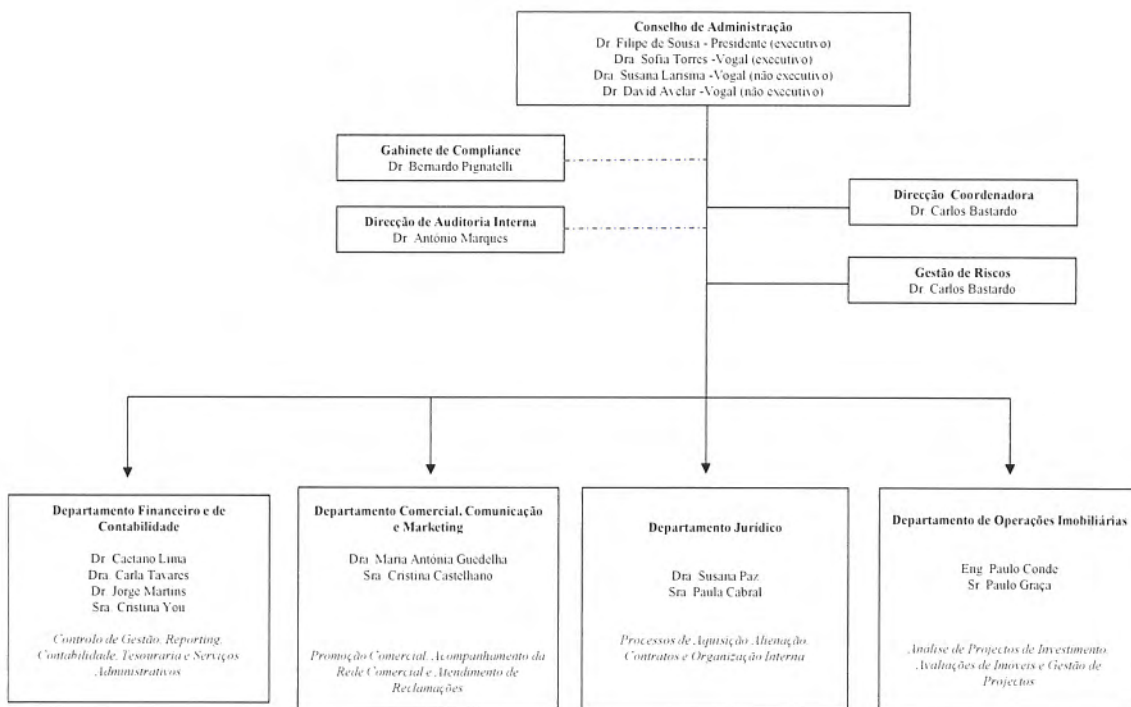 Conselho de Administração
Dr Filipe de Sousa - Presidente (executivo)
Dra Sofia Torres -Vogal (executivo)
Dra Susana Larisma -Vogal (não executivo)
Dr David Avelar -Vogal (não executivo)
Gabinete de Compliance
Dr Bernardo Pignatelli
Direcção Coordenadora
Dr Carlos Bastardo
Direcção de Auditoria Interna
Dr António Marques
Gestão de Riscos
Dr Carlos Bastardo
Departamento Financeiro e de
Contabilidade
Dr Caetano Lima
Dra Carla Tavares
Dr Jorge Martins
Sra Cristina You
Controlo de Gestão, Reporting,
Contabilidade, Tesouraria e Serviços
Administrativos
Departamento Comercial, Comunicação
e Marketing
Dra Maria Antónia Guedelha
Sra Cristina Castelhano
Promoção Comercial, Acompanhamento da
Rede Comercial e Atendimento de
Reclamações
Departamento Jurídico
Dra Susana Paz
Sra Paula Cabral
Processos de Aquisição Alienação,
Contratos e Organização Interna
Departamento de Operações Imobiliárias
Eng Paulo Conde
Sr Paulo Graça
Análise de Projectos de Investimento,
Avaliações de Imóveis e Gestão de
Projectos